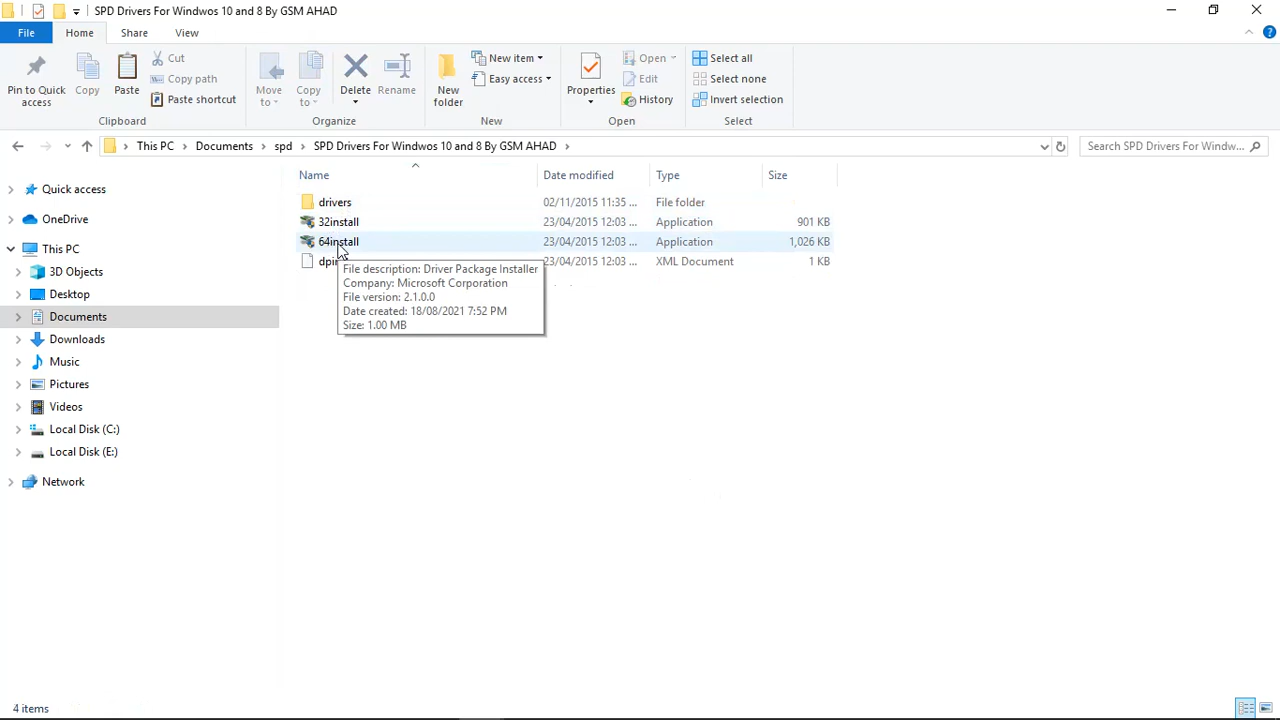 SPD Drivers For Windwos 10 and 8 By GSM AHAD
File Home Share View
Pin to Quick access
Copy
Paste
Cut
Copy path
Paste shortcut
Clipboard
Move to
Copy to
Delete
Rename
Organize
New folder
New item
Easy access
New
Properties
Open
Edit
History
Open
Select all
Select none
Invert selection
Select
This PC > Documents > spd > SPD Drivers For Windwos 10 and 8 By GSM AHAD >
Search SPD Drivers For Windw...
Name Date modified Type Size
drivers 02/11/2015 11:35 ... File folder
32install 23/04/2015 12:03 ... Application 901 KB
64install 23/04/2015 12:03 ... Application 1,026 KB
dpi 23/04/2015 12:03 ... XML Document 1 KB
File description: Driver Package Installer
Company: Microsoft Corporation
File version: 2.1.0.0
Date created: 18/08/2021 7:52 PM
Size: 1.00 MB
Quick access
OneDrive
This PC
3D Objects
Desktop
Documents
Downloads
Music
Pictures
Videos
Local Disk (C:)
Local Disk (E:)
Network
4 items